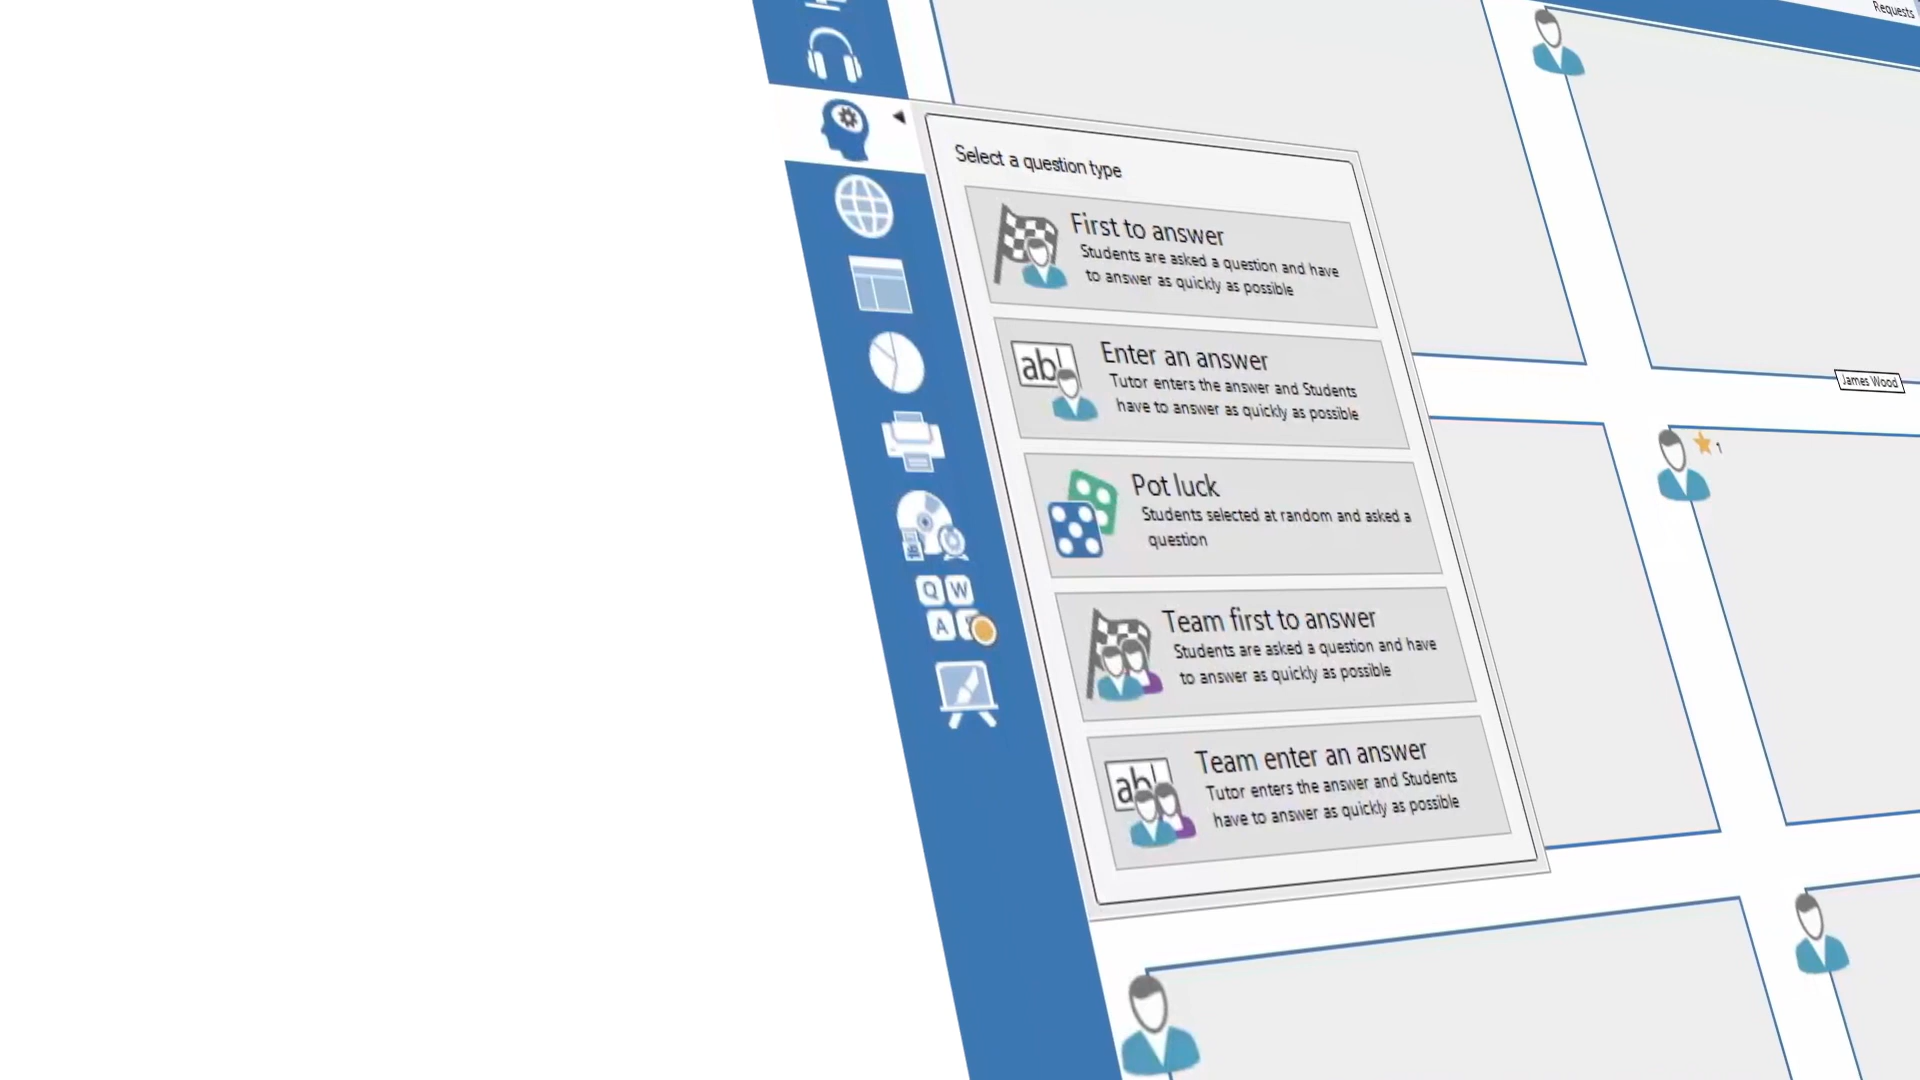 Requests
Select a question type
First to answer
Students are asked a question and have
to answer as quickly as possible
ab
Enter an answer
Tutor enters the answer and Students
have to answer as quickly as possible
James Wood
1
Pot luck
Students selected at random and asked a
question
Q W
A
Team first to answer
Students are asked a question and have
to answer as quickly as possible
ab
Team enter an answer
Tutor enters the answer and Students
have to answer as quickly as possible